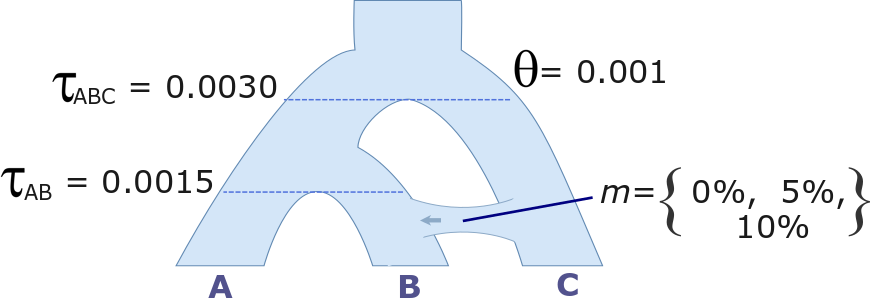 τABC = 0.0030
θ= 0.001
τAB = 0.0015
m={ 0%, 5%,
10% }
A B C